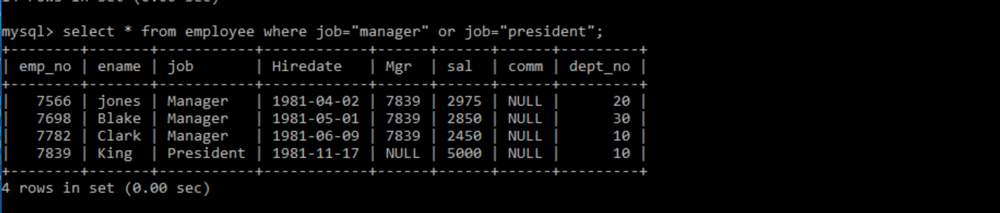 14 rows in set (0.00 sec)
mysql> select * from employee where job="manager" or job="president";
+--------+-------+-----------+------------+------+------+------+---------+
| emp_no | ename | job       | Hiredate   | Mgr  | sal  | comm | dept_no |
+--------+-------+-----------+------------+------+------+------+---------+
|   7566 | jones | Manager   | 1981-04-02 | 7839 | 2975 | NULL |      20 |
|   7698 | Blake | Manager   | 1981-05-01 | 7839 | 2850 | NULL |      30 |
|   7782 | Clark | Manager   | 1981-06-09 | 7839 | 2450 | NULL |      10 |
|   7839 | King  | President | 1981-11-17 | NULL | 5000 | NULL |      10 |
+--------+-------+-----------+------------+------+------+------+---------+
4 rows in set (0.00 sec)